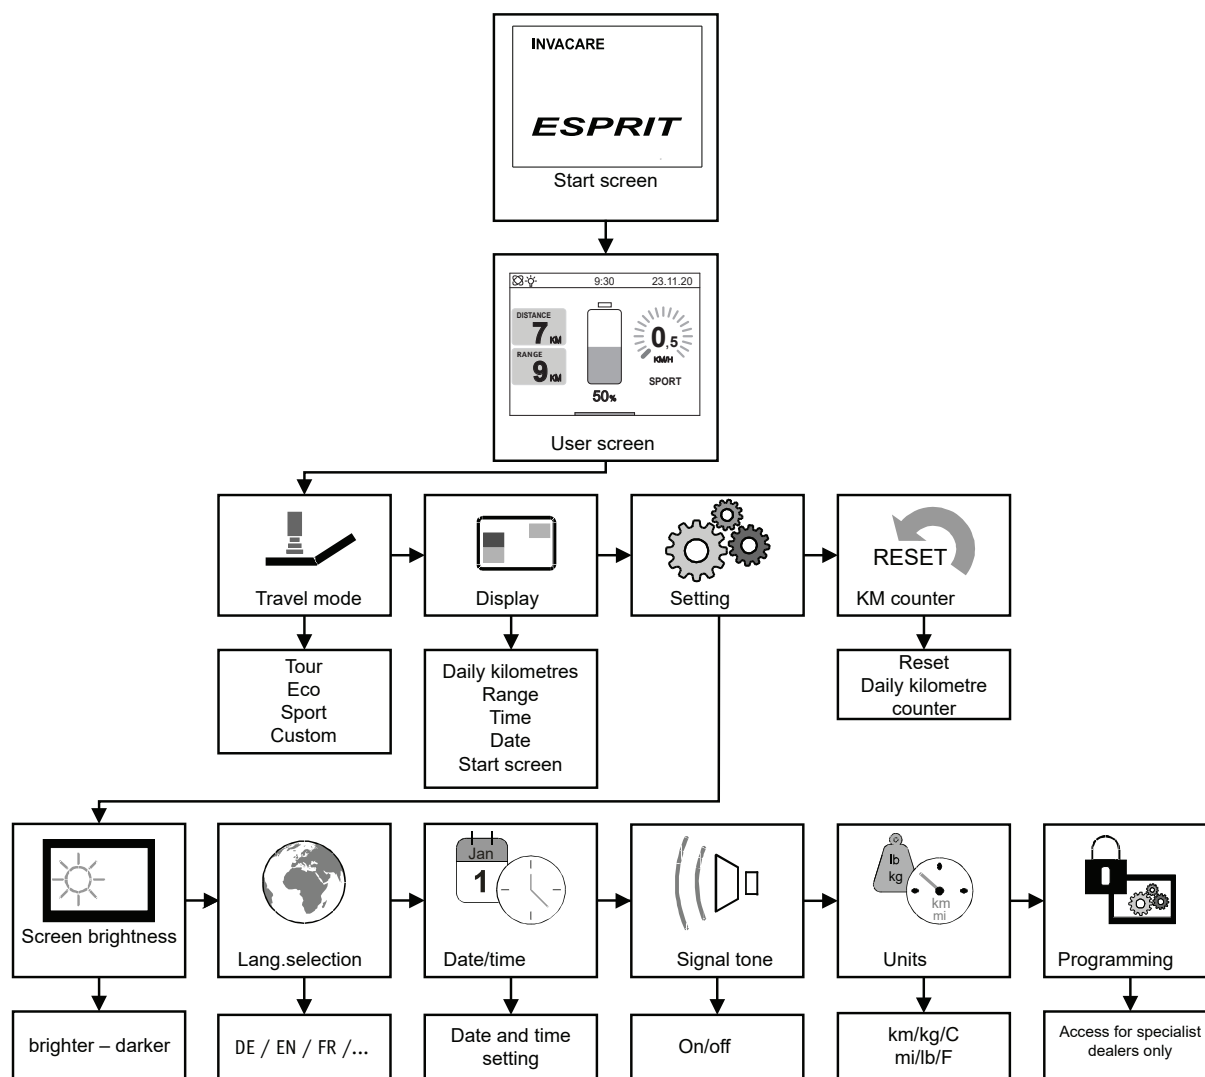 INVACARE
ESPRIT
Start screen
9:30 23.11.20
DISTANCE
7 KM
RANGE
9 KM
0,5
KM/H
SPORT
50%
User screen
Travel mode
Display
Setting
RESET
KM counter
Tour
Eco
Sport
Custom
Daily kilometres
Range
Time
Date
Start screen
Reset
Daily kilometre
counter
Screen brightness
Lang.selection
Jan
1
Date/time
Signal tone
lb
kg
km
mi
Units
Programming
brighter – darker
DE / EN / FR /...
Date and time
setting
On/off
km/kg/C
mi/lb/F
Access for specialist
dealers only